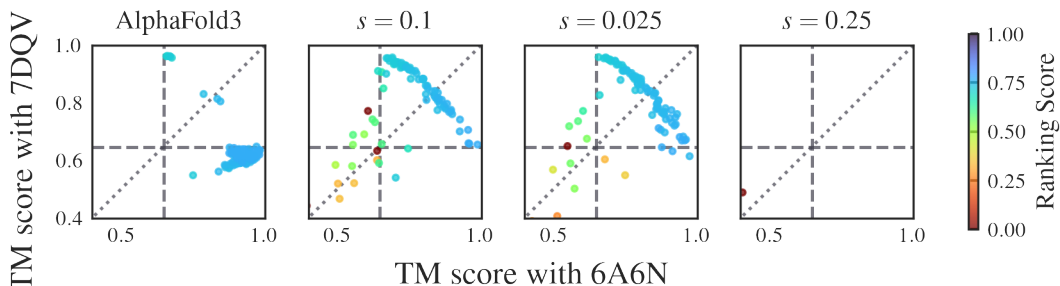 AlphaFold3
s = 0.1
s = 0.025
s = 0.25
TM score with 7DQV
1.0
0.8
0.6
0.4
0.5 1.0
0.5 1.0
0.5 1.0
0.5 1.0
TM score with 6A6N
1.00
0.75
0.50
0.25
0.00
Ranking Score